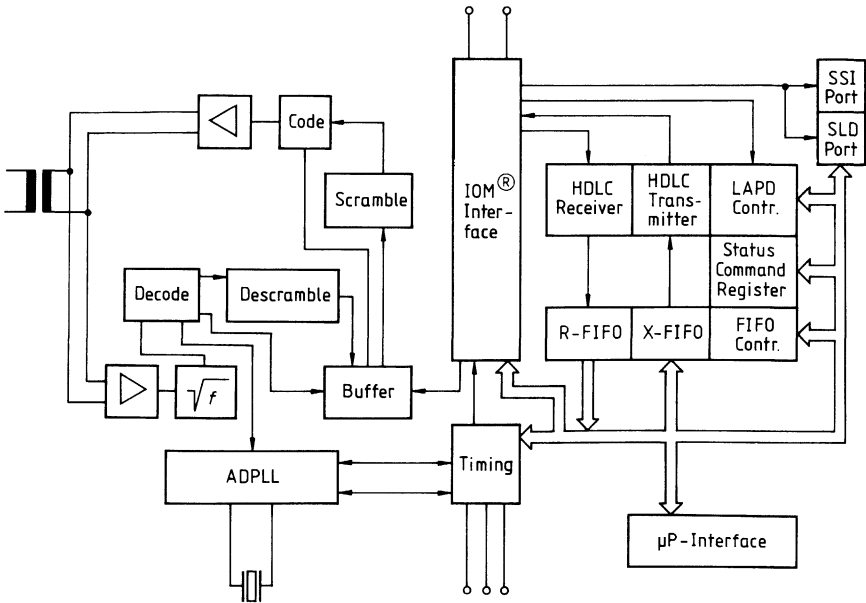 SSI
Port
SLD
Port
Code
IOM®
Inter-
face
HDLC
Receiver
HDLC
Trans-
mitter
LAPD
Contr.
Scramble
Status
Command
Register
Decode
Descramble
R-FIFO
X-FIFO
FIFO
Contr.
√f
Buffer
ADPLL
Timing
µP-Interface